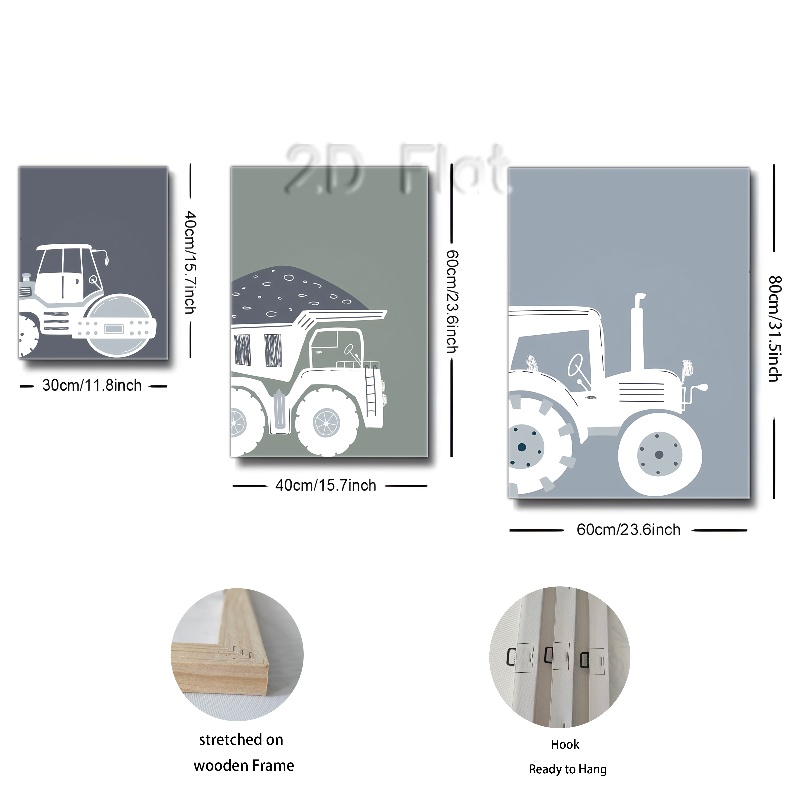 2D Flat
40cm/15.7inch
30cm/11.8inch
60cm/23.6inch
40cm/15.7inch
80cm/31.5inch
60cm/23.6inch
stretched on
wooden Frame
Hook
Ready to Hang